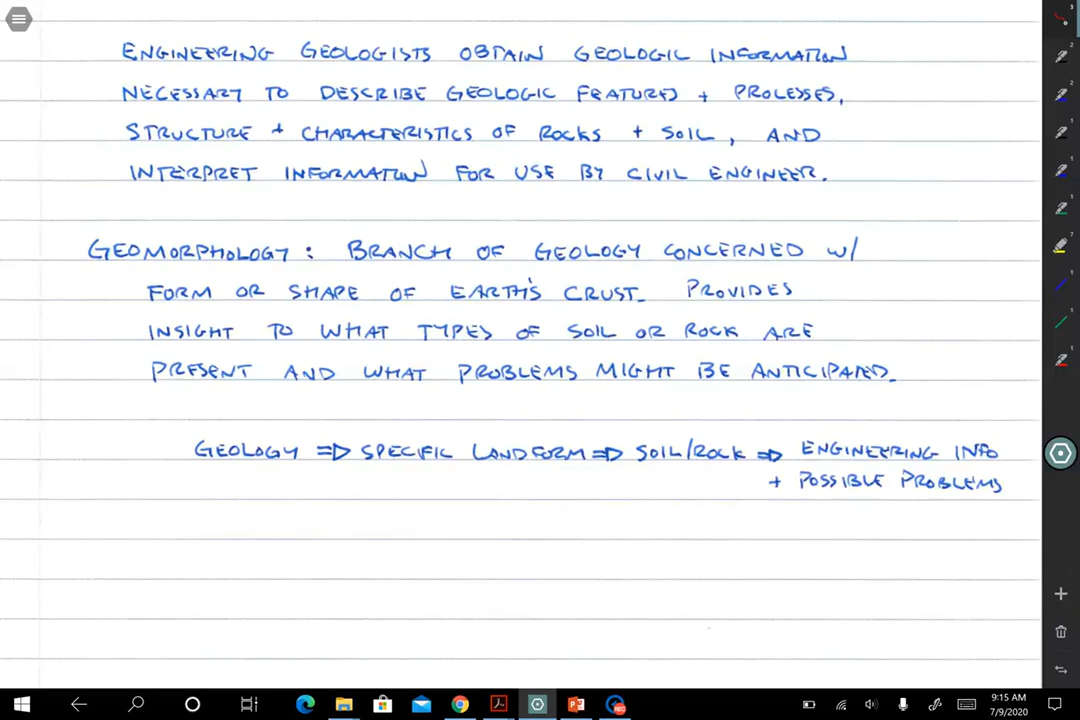 ENGINEERING GEOLOGISTS OBTAIN GEOLOGIC INFORMATION
NECESSARY TO DESCRIBE GEOLOGIC FEATURES + PROCESSES,
STRUCTURE + CHARACTERISTICS OF ROCKS + SOIL, AND
INTERPRET INFORMATION FOR USE BY CIVIL ENGINEER.
GEOMORPHOLOGY: BRANCH OF GEOLOGY CONCERNED W/
FORM OR SHAPE OF EARTH'S CRUST. PROVIDES
INSIGHT TO WHAT TYPES OF SOIL OR ROCK ARE
PRESENT AND WHAT PROBLEMS MIGHT BE ANTICIPATED.
GEOLOGY ⇒ SPECIFIC LANDFORM ⇒ SOIL/ROCK ⇒ ENGINEERING INFO
+ POSSIBLE PROBLEMS
9:15 AM
7/9/2020